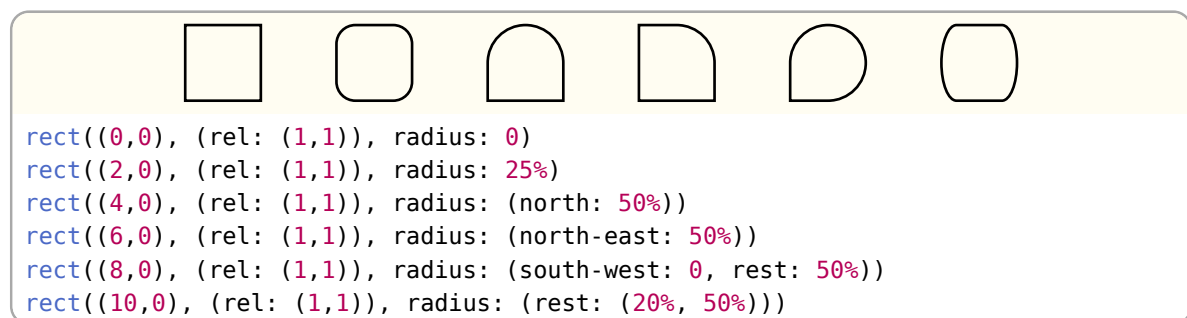 rect((0,0), (rel: (1,1)), radius: 0)
rect((2,0), (rel: (1,1)), radius: 25%)
rect((4,0), (rel: (1,1)), radius: (north: 50%))
rect((6,0), (rel: (1,1)), radius: (north-east: 50%))
rect((8,0), (rel: (1,1)), radius: (south-west: 0, rest: 50%))
rect((10,0), (rel: (1,1)), radius: (rest: (20%, 50%)))